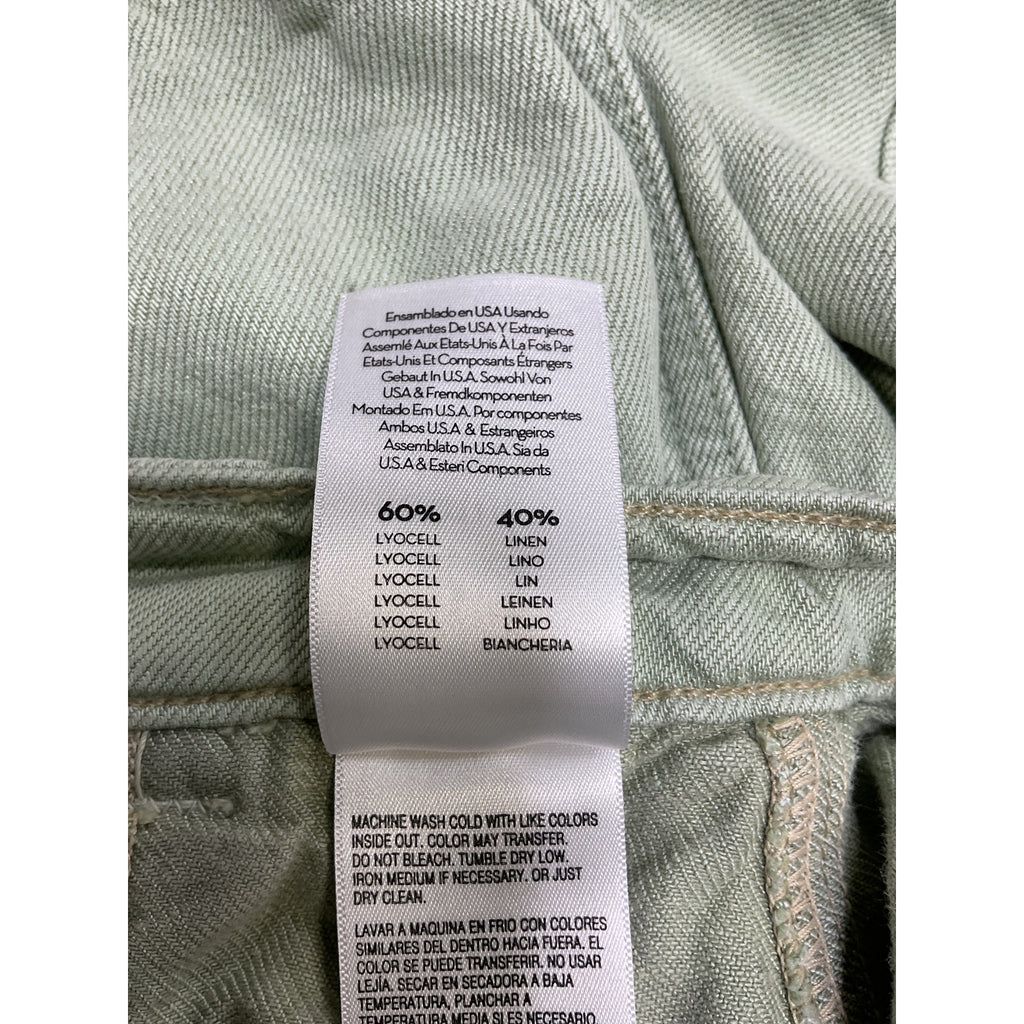 Ensamblado en USA Usando
Componentes De USA Y Extranjeros
Assemlé Aux Etats-Unis À La Fois Par
Etats-Unis Et Composants Étrangers
Gebaut In U.S.A. Sowohl Von
USA & Fremdkomponenten
Montado Em U.S.A. Por componentes
Ambos U.S.A & Estrangeiros
Assemblato In U.S.A. Sia da
U.S.A & Esteri Components
60% 40%
LYOCELL LINEN
LYOCELL LINO
LYOCELL LIN
LYOCELL LEINEN
LYOCELL LINHO
LYOCELL BIANCHERIA
MACHINE WASH COLD WITH LIKE COLORS
INSIDE OUT. COLOR MAY TRANSFER.
DO NOT BLEACH. TUMBLE DRY LOW.
IRON MEDIUM IF NECESSARY. OR JUST
DRY CLEAN.
LAVAR A MAQUINA EN FRIO CON COLORES
SIMILARES DEL DENTRO HACIA FUERA. EL
COLOR SE PUEDE TRANSFERIR. NO USAR
LEJÍA. SECAR EN SECADORA A BAJA
TEMPERATURA, PLANCHAR A
TEMPERATURA MEDIA SI ES NECESARIO